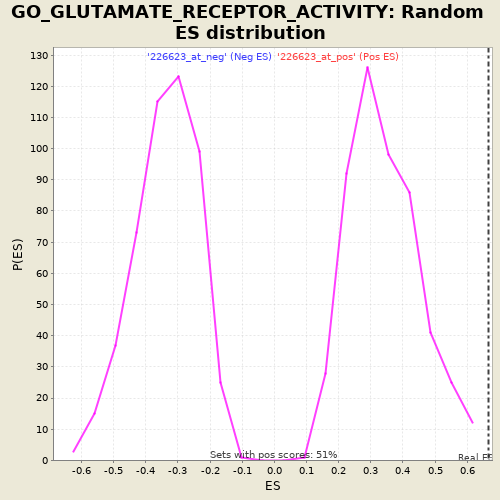 GO_GLUTAMATE_RECEPTOR_ACTIVITY: Random
ES distribution
'226623_at_neg' (Neg ES) '226623_at_pos' (Pos ES)
P(ES)
130
120
110
100
90
80
70
60
50
40
30
20
10
0
Sets with pos scores: 51%
Real ES
-0.6 -0.5 -0.4 -0.3 -0.2 -0.1 0.0 0.1 0.2 0.3 0.4 0.5 0.6
ES